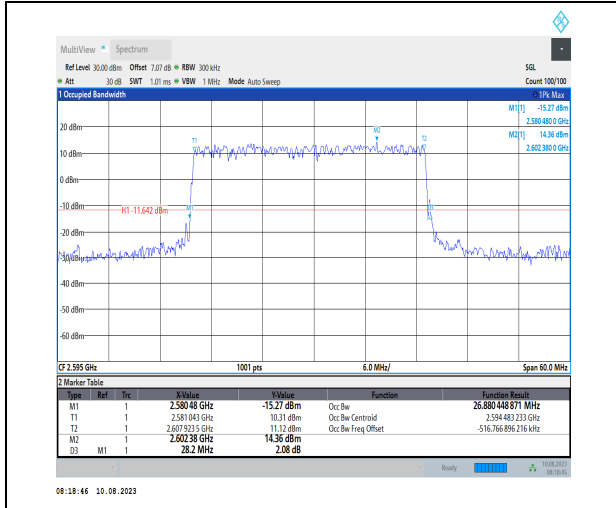 MultiView Spectrum
Ref Level 30.00 dBm Offset 7.07 dB RBW 300 kHz SGL
Att 30 dB SWT 1.01 ms VBW 1 MHz Mode Auto Sweep Count 100/100
1 Occupied Bandwidth 1Pk Max
M1[1] -15.27 dBm
2.580 480 0 GHz
M2[1] 14.36 dBm
2.602 380 0 GHz
20 dBm
M2
T1 T2
10 dBm
0 dBm
-10 dBm
H1 -11.642 dBm M1 D3
-20 dBm
-30 dBm
-40 dBm
-50 dBm
-60 dBm
CF 2.595 GHz 1001 pts 6.0 MHz/ Span 60.0 MHz
2 Marker Table
Type Ref Trc X-Value Y-Value Function Function Result
M1 1 2.580 48 GHz -15.27 dBm Occ Bw 26.880 448 871 MHz
T1 1 2.581 043 GHz 10.31 dBm Occ Bw Centroid 2.594 483 233 GHz
T2 1 2.607 923 5 GHz 11.12 dBm Occ Bw Freq Offset -516.766 896 216 kHz
M2 1 2.602 38 GHz 14.36 dBm
D3 M1 1 28.2 MHz 2.08 dB
Ready 10.08.2023
08:18:45
08:18:46 10.08.2023